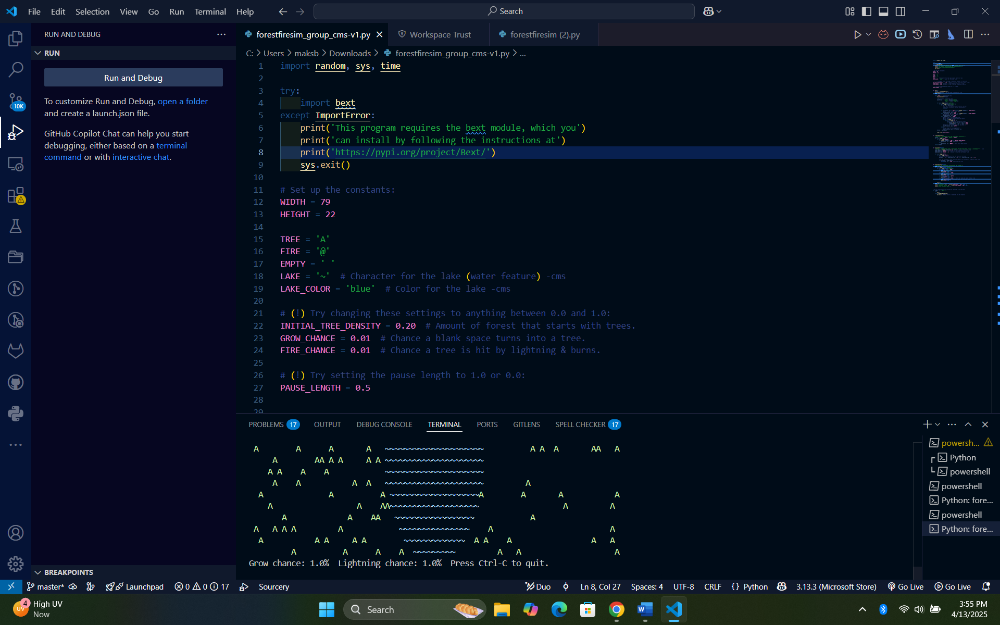 File Edit Selection View Go Run Terminal Help
Search
RUN AND DEBUG
RUN
Run and Debug
To customize Run and Debug, open a folder
and create a launch.json file.
GitHub Copilot Chat can help you start
debugging, either based on a terminal
command or with interactive chat.
10K
BREAKPOINTS
forestfiresim_group_cms-v1.py
Workspace Trust
forestfiresim (2).py
C: > Users > maksb > Downloads > forestfiresim_group_cms-v1.py > ...
1 import random, sys, time
2
3 try:
4     import bext
5 except ImportError:
6     print('This program requires the bext module, which you')
7     print('can install by following the instructions at')
8     print('https://pypi.org/project/Bext/')
9     sys.exit()
10
11 # Set up the constants:
12 WIDTH = 79
13 HEIGHT = 22
14
15 TREE = 'A'
16 FIRE = '@'
17 EMPTY = ' '
18 LAKE = '~'  # Character for the lake (water feature) -cms
19 LAKE_COLOR = 'blue'  # Color for the lake -cms
20
21 # (!) Try changing these settings to anything between 0.0 and 1.0:
22 INITIAL_TREE_DENSITY = 0.20  # Amount of forest that starts with trees.
23 GROW_CHANCE = 0.01  # Chance a blank space turns into a tree.
24 FIRE_CHANCE = 0.01  # Chance a tree is hit by lightning & burns.
25
26 # (!) Try setting the pause length to 1.0 or 0.0:
27 PAUSE_LENGTH = 0.5
28
29
PROBLEMS 17 OUTPUT DEBUG CONSOLE TERMINAL PORTS GITLENS SPELL CHECKER 17
 A        A      A       A   ~~~~~~~~~~~~~~~~~~~~~          A A  A       AA   A
     A        AA A A     A A ~~~~~~~~~~~~~~~~~~~~~
    A A    A    A            ~~~~~~~~~~~~~~~~~~~~~
     A    A           A  A   ~~~~~~~~~~~~~~~~~~~~~         A
  A              A          A ~~~~~~~~~~~~~~~~~~~A        A       A           A
    A                  A    AA~~~~~~~~~~~~~~~~~~~                  A         A
       A             A    AA   ~~~~~~~~~~~~~~~~~            A
 A   A A A         A            ~~~~~~~~~~~~~~~    A                         A
  A           A A     A A        ~~~~~~~~~~~~~  A A    A                 A   A
         A          A      A    A  ~~~~~~~~~         A   A                    A
Grow chance: 1.0%  Lightning chance: 1.0%  Press Ctrl-C to quit.
powersh...
Python
powershell
powershell
Python: fore...
powershell
Python: fore...
master* Launchpad 0 0 17 Sourcery Duo Ln 8, Col 27 Spaces: 4 UTF-8 CRLF {} Python 3.13.3 (Microsoft Store) Go Live Go Live
UV 4 High UV
Now
Search
3:55 PM
4/13/2025